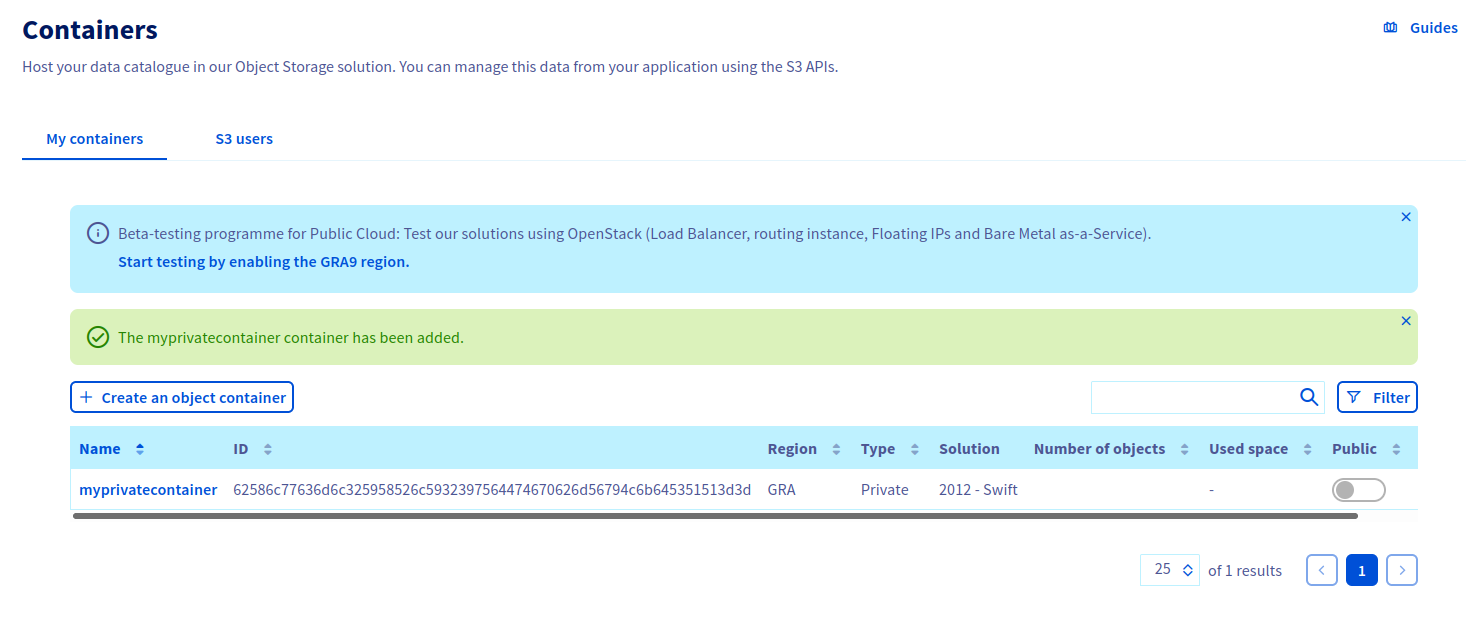 Containers
Guides
Host your data catalogue in our Object Storage solution. You can manage this data from your application using the S3 APIs.
My containers S3 users
Beta-testing programme for Public Cloud: Test our solutions using OpenStack (Load Balancer, routing instance, Floating IPs and Bare Metal as-a-Service).
Start testing by enabling the GRA9 region.
The myprivatecontainer container has been added.
Create an object container Filter
Name ID Region Type Solution Number of objects Used space Public
myprivatecontainer 62586c77636d6c325958526c5932397564474670626d56794c6b645351513d3d GRA Private 2012 - Swift -
25 of 1 results 1